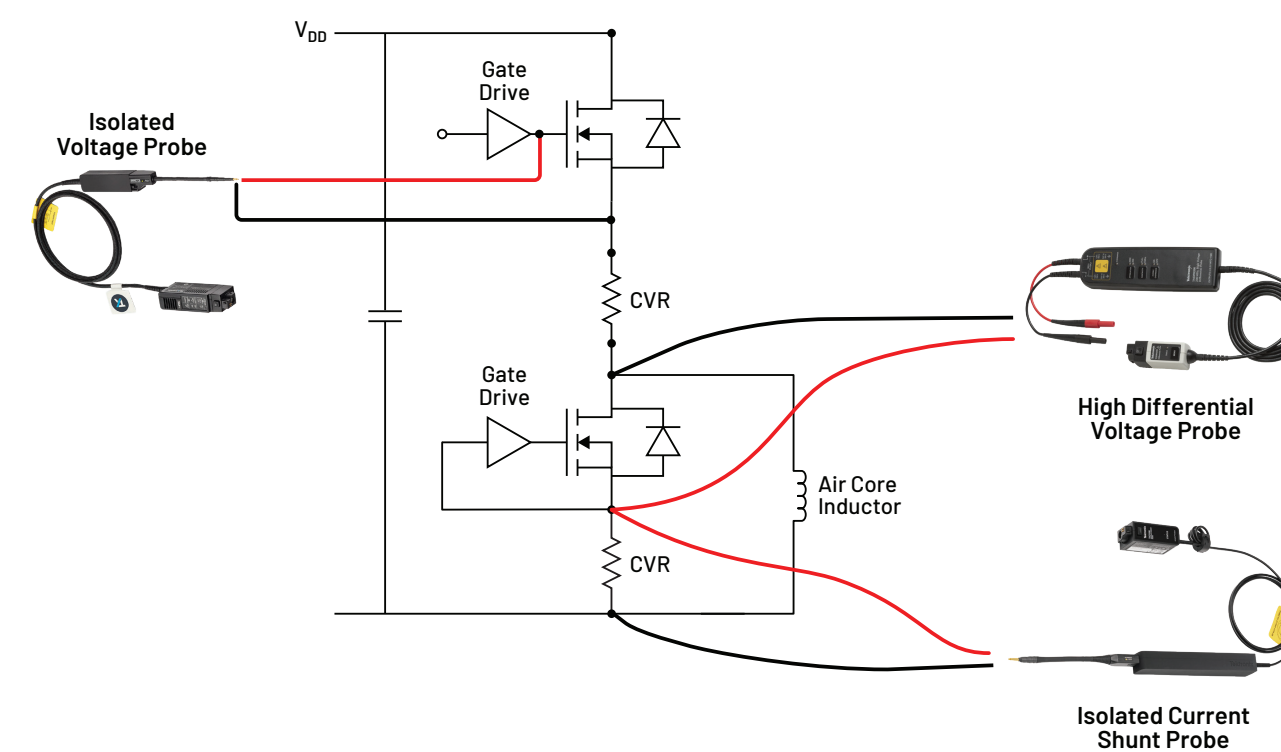 V_DD
Gate
Drive
Isolated
Voltage Probe
CVR
Gate
Drive
High Differential
Voltage Probe
Air Core
Inductor
CVR
Isolated Current
Shunt Probe